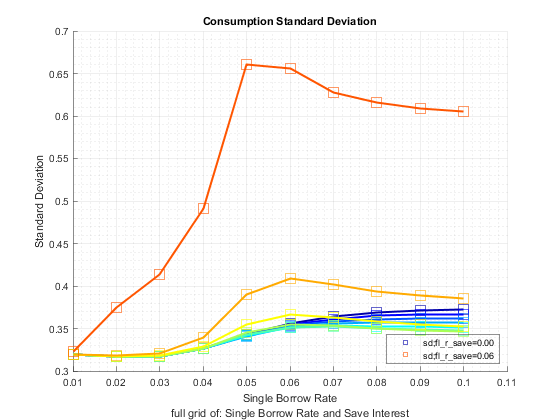 Consumption Standard Deviation
0.7
0.65
0.6
0.55
0.5
0.45
0.4
0.35
0.3
Standard Deviation
sd;fl_r_save=0.00
sd;fl_r_save=0.06
0.01 0.02 0.03 0.04 0.05 0.06 0.07 0.08 0.09 0.1 0.11
Single Borrow Rate
full grid of: Single Borrow Rate and Save Interest